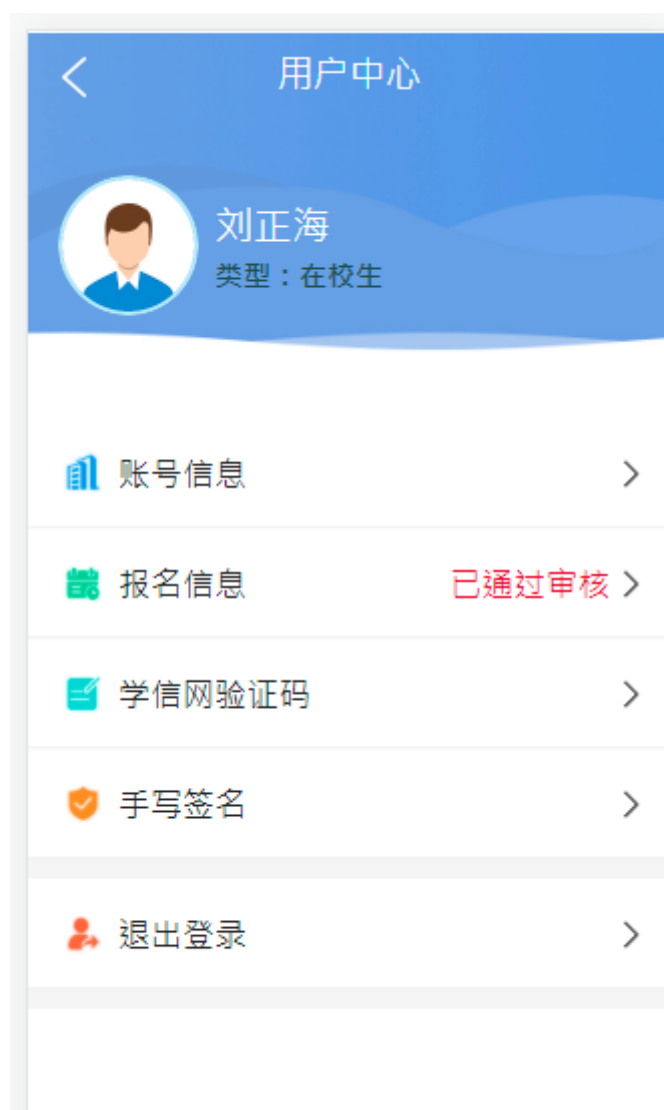 用户中心
刘正海
类型：在校生
账号信息
报名信息 已通过审核
学信网验证码
手写签名
退出登录